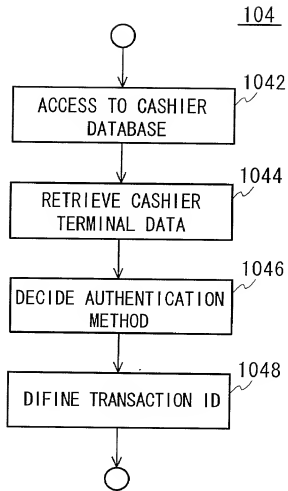 104
1042
ACCESS TO CASHIER
DATABASE
1044
RETRIEVE CASHIER
TERMINAL DATA
1046
DECIDE AUTHENTICATION
METHOD
1048
DIFINE TRANSACTION ID